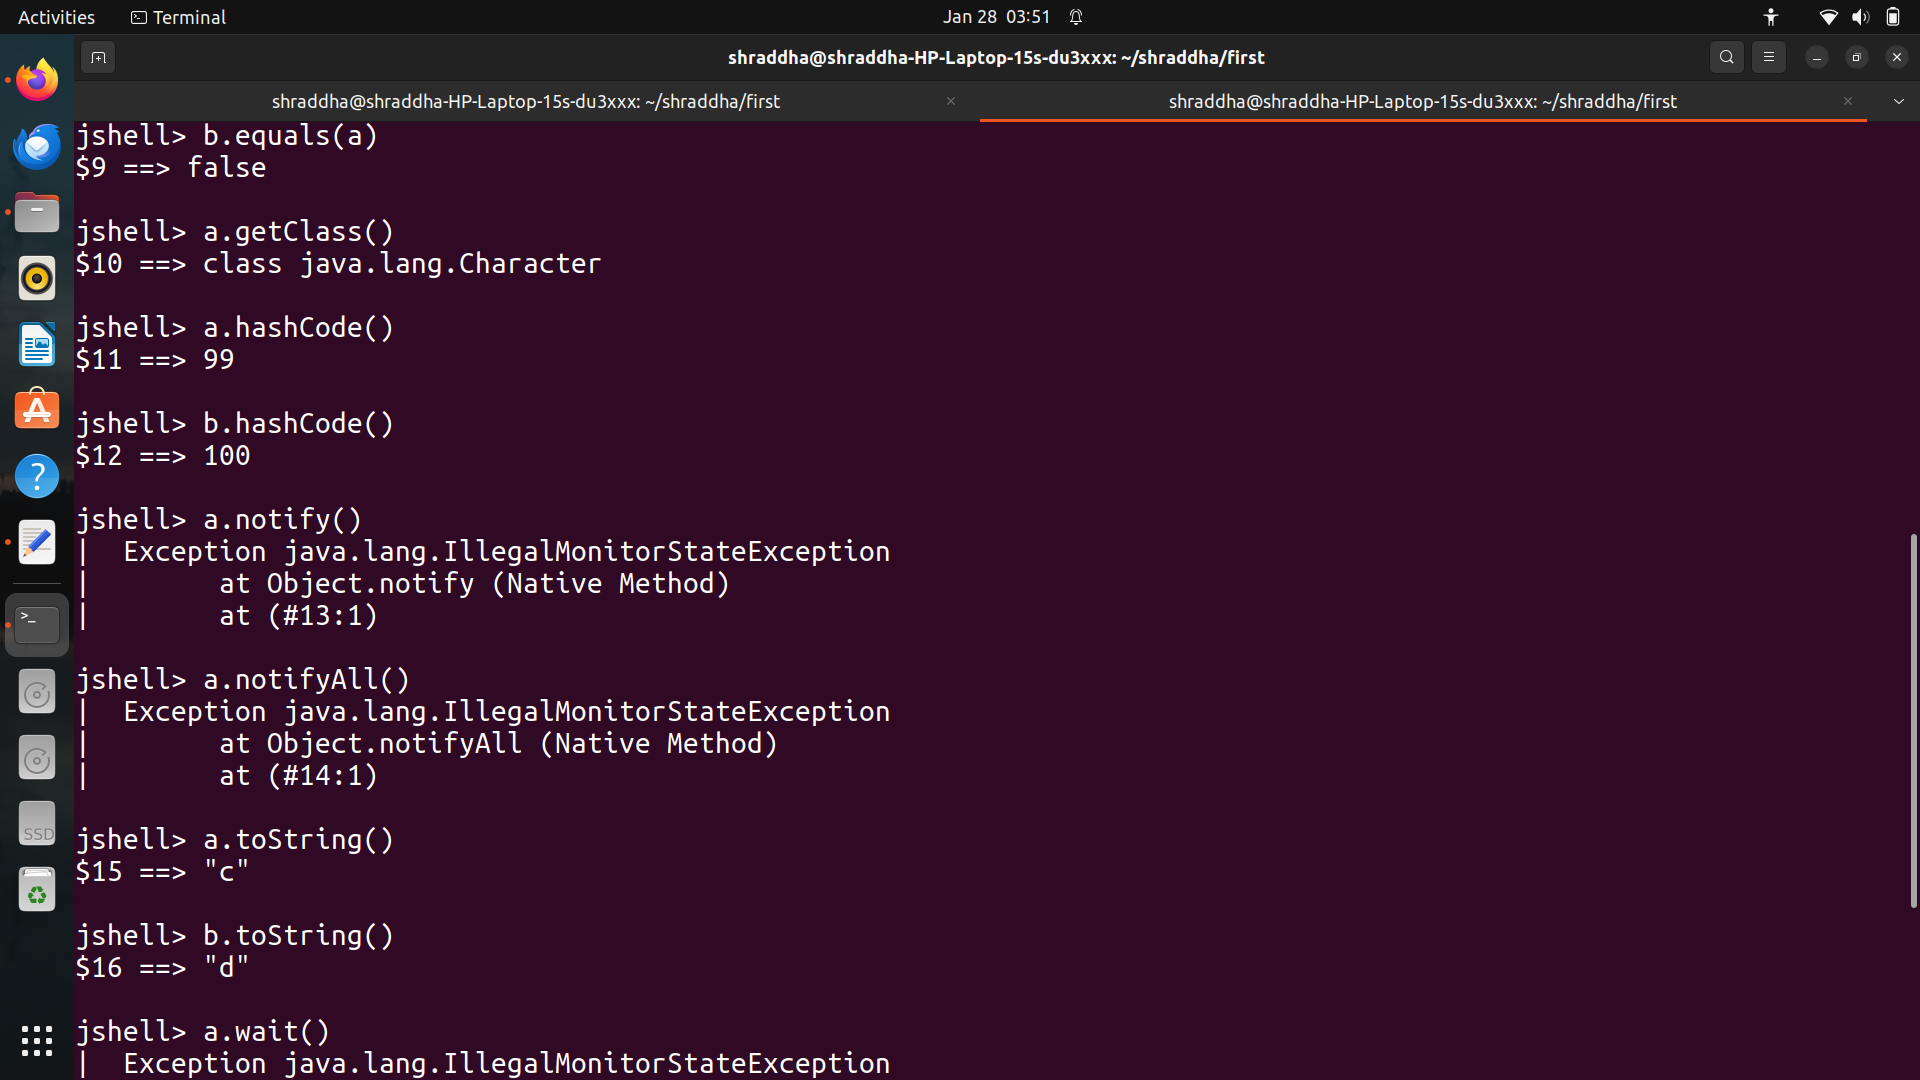 Activities
Terminal
Jan 28 03:51
shraddha@shraddha-HP-Laptop-15s-du3xxx: ~/shraddha/first
shraddha@shraddha-HP-Laptop-15s-du3xxx: ~/shraddha/first
shraddha@shraddha-HP-Laptop-15s-du3xxx: ~/shraddha/first
jshell> b.equals(a)
$9 ==> false
jshell> a.getClass()
$10 ==> class java.lang.Character
jshell> a.hashCode()
$11 ==> 99
jshell> b.hashCode()
$12 ==> 100
jshell> a.notify()
|  Exception java.lang.IllegalMonitorStateException
|        at Object.notify (Native Method)
|        at (#13:1)
jshell> a.notifyAll()
|  Exception java.lang.IllegalMonitorStateException
|        at Object.notifyAll (Native Method)
|        at (#14:1)
jshell> a.toString()
$15 ==> "c"
jshell> b.toString()
$16 ==> "d"
jshell> a.wait()
|  Exception java.lang.IllegalMonitorStateException
SSD